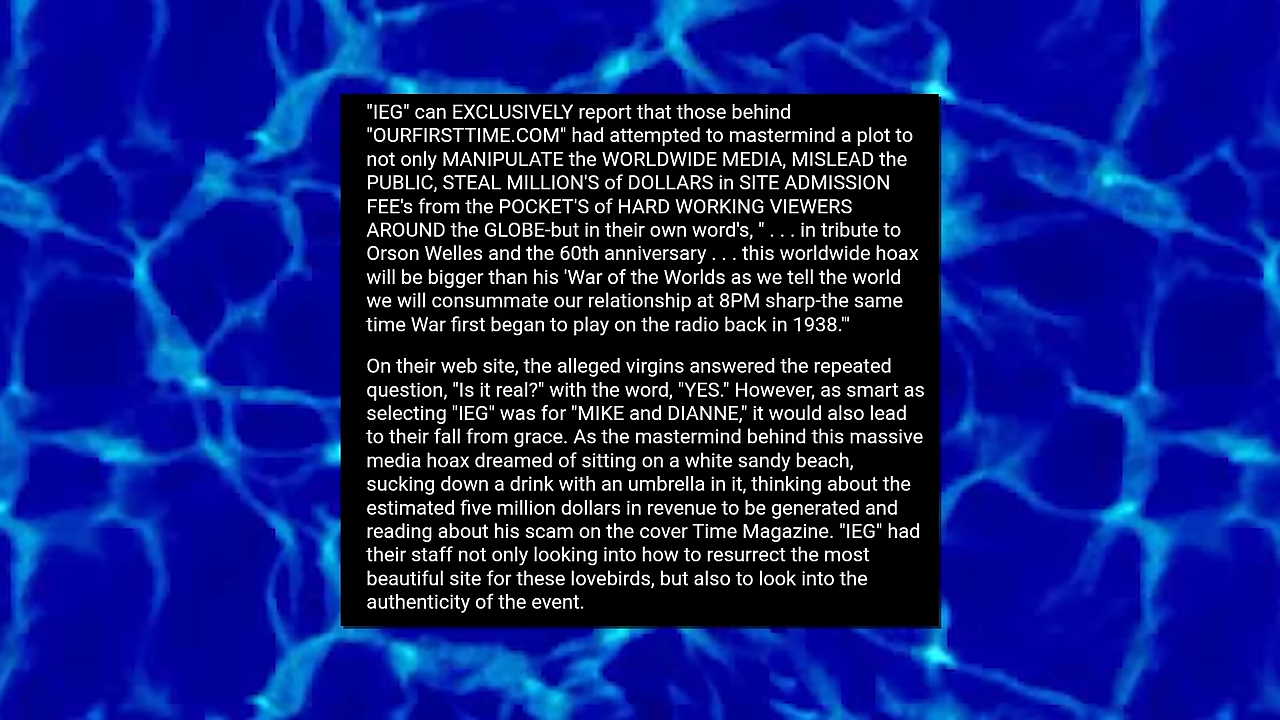 "IEG" can EXCLUSIVELY report that those behind
"OURFIRSTTIME.COM" had attempted to mastermind a plot to
not only MANIPULATE the WORLDWIDE MEDIA, MISLEAD the
PUBLIC, STEAL MILLION'S of DOLLARS in SITE ADMISSION
FEE's from the POCKET'S of HARD WORKING VIEWERS
AROUND the GLOBE-but in their own word's, " . . . in tribute to
Orson Welles and the 60th anniversary . . . this worldwide hoax
will be bigger than his 'War of the Worlds as we tell the world
we will consummate our relationship at 8PM sharp-the same
time War first began to play on the radio back in 1938.'"
On their web site, the alleged virgins answered the repeated
question, "Is it real?" with the word, "YES." However, as smart as
selecting "IEG" was for "MIKE and DIANNE," it would also lead
to their fall from grace. As the mastermind behind this massive
media hoax dreamed of sitting on a white sandy beach,
sucking down a drink with an umbrella in it, thinking about the
estimated five million dollars in revenue to be generated and
reading about his scam on the cover Time Magazine. "IEG" had
their staff not only looking into how to resurrect the most
beautiful site for these lovebirds, but also to look into the
authenticity of the event.